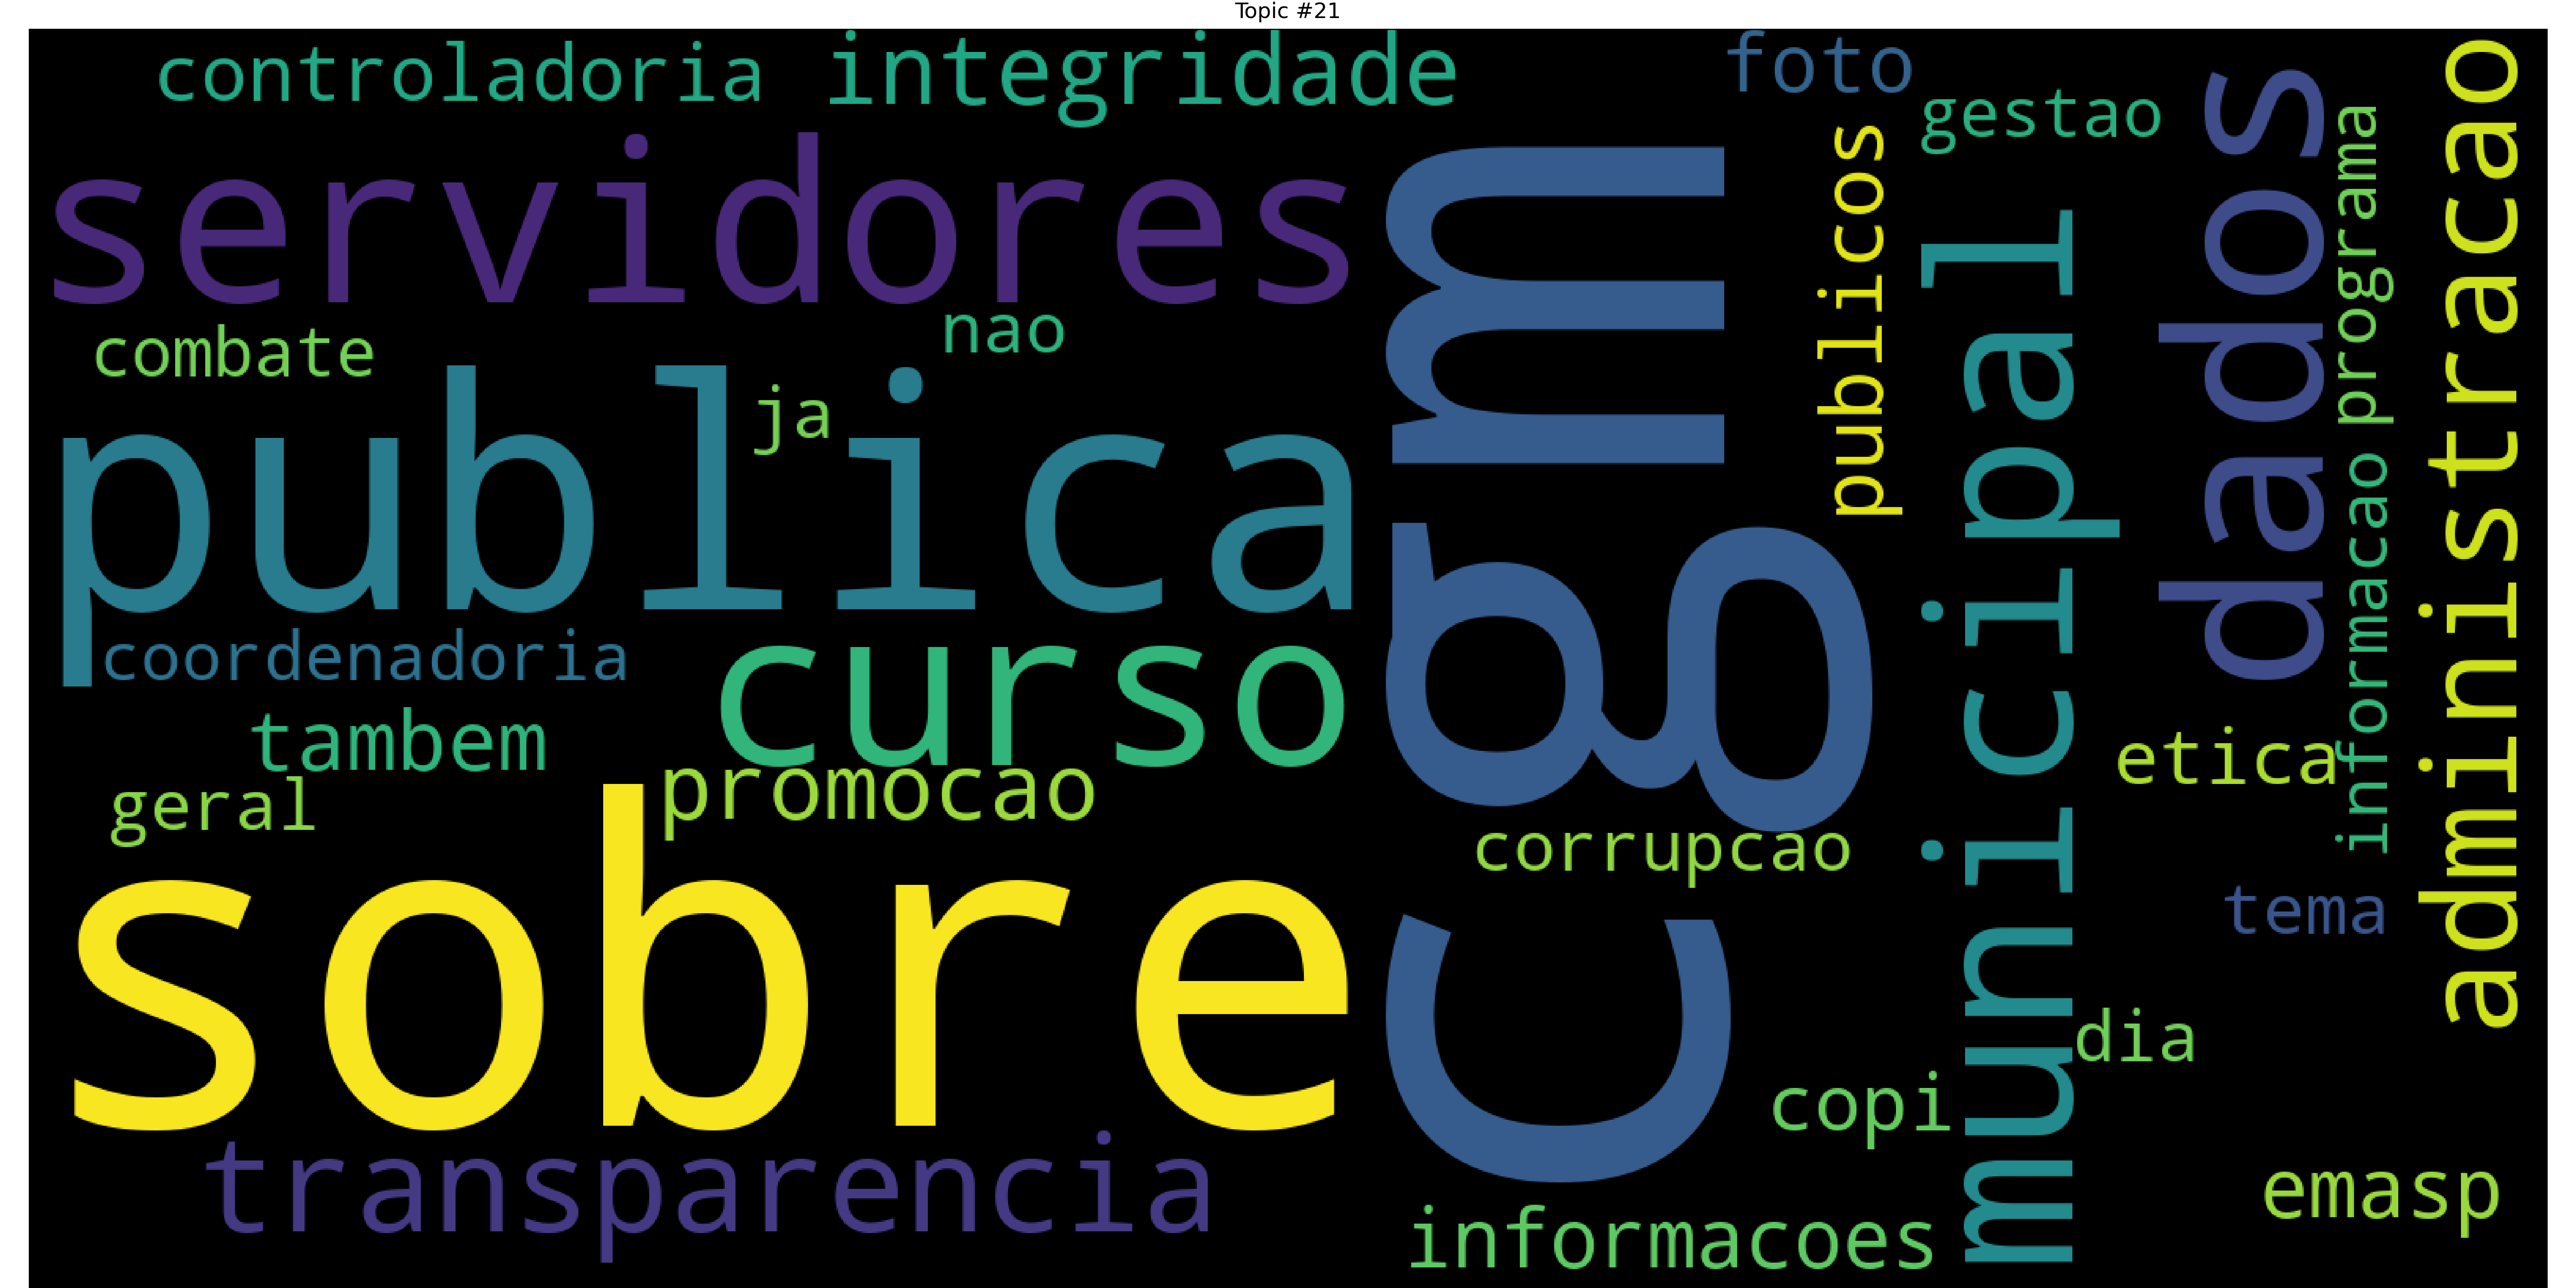 Topic #21
controladoria
integridade
foto
gestao
servidores
publicos
programa
administracao
dados
municipal
cgm
combate
nao
publica
ja
informacao
coordenadoria
curso
tambem
etica
promocao
geral
corrupcao
sobre
tema
dia
copi
transparencia
emasp
informacoes